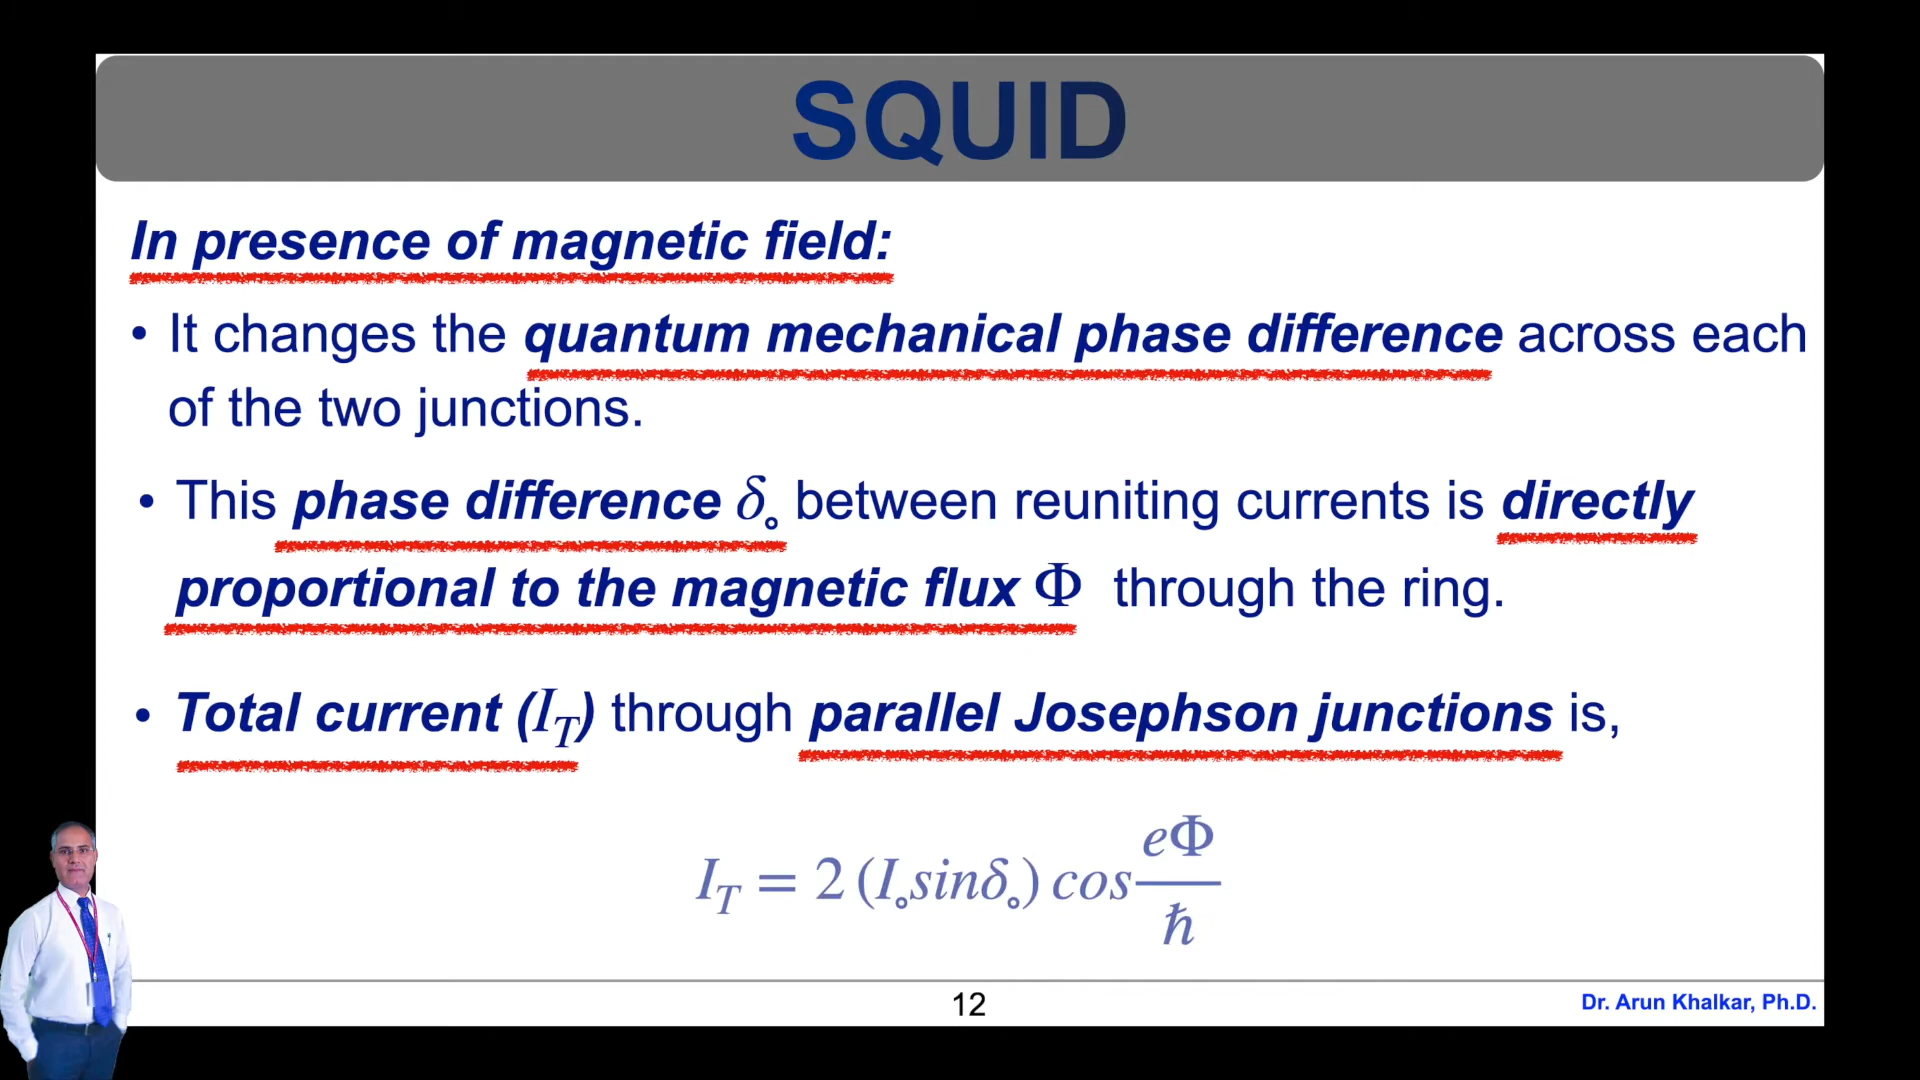 SQUID
In presence of magnetic field:
• It changes the quantum mechanical phase difference across each
of the two junctions.
• This phase difference δ∘ between reuniting currents is directly
proportional to the magnetic flux Φ through the ring.
• Total current (I_T) through parallel Josephson junctions is,
I_T = 2 (I∘sinδ∘) cos eΦ/ħ
12
Dr. Arun Khalkar, Ph.D.